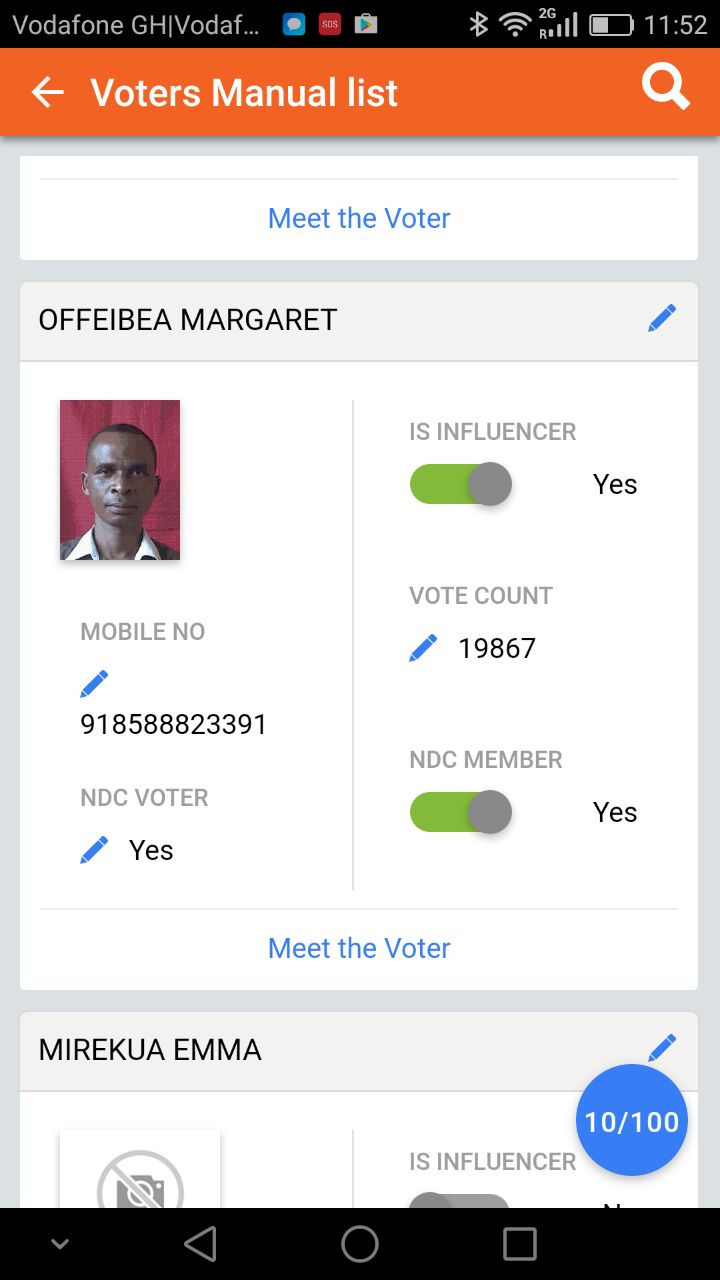 Vodafone GH|Vodaf... SOS 2G R 11:52
Voters Manual list
Meet the Voter
OFFEIBEA MARGARET
IS INFLUENCER
Yes
VOTE COUNT
19867
MOBILE NO
918588823391
NDC MEMBER
Yes
NDC VOTER
Yes
Meet the Voter
MIREKUA EMMA
10/100
IS INFLUENCER